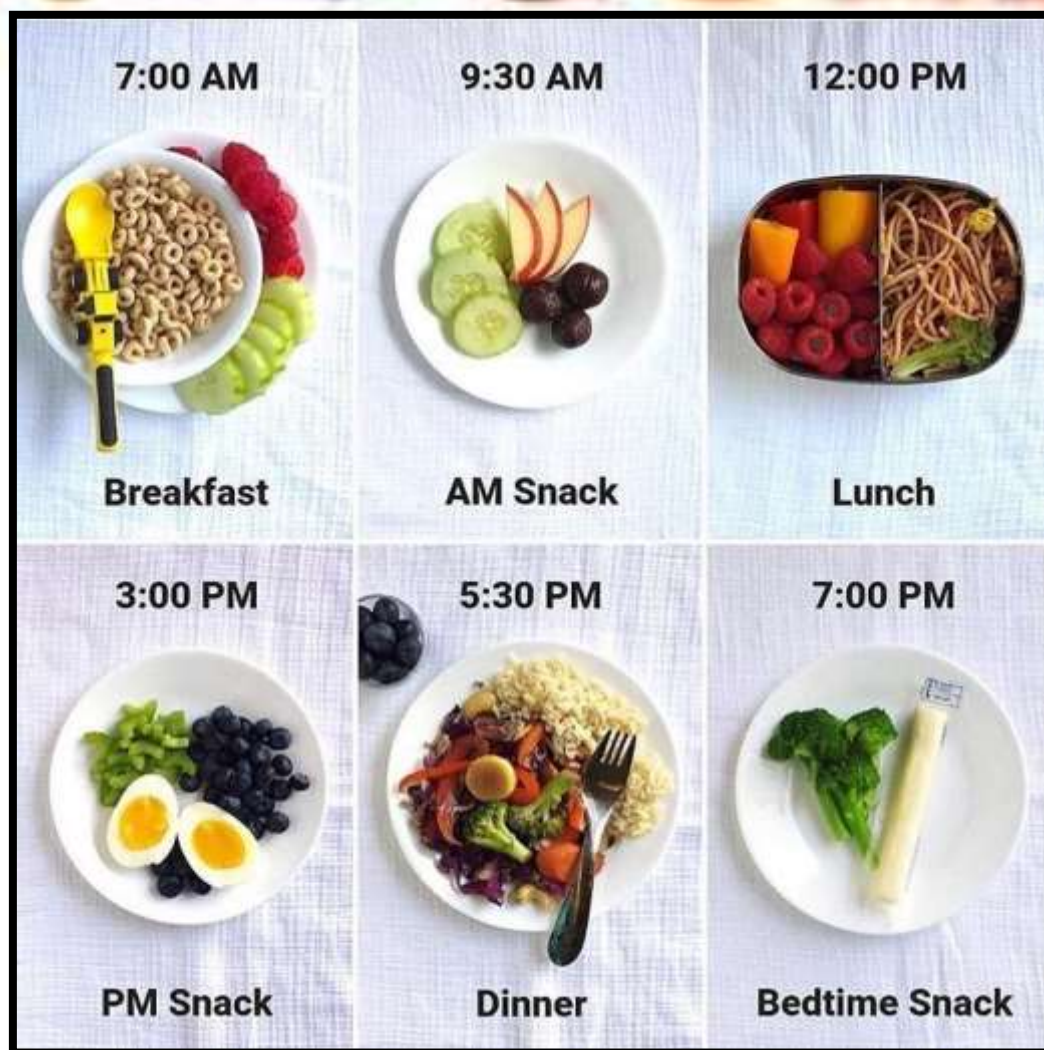 7:00 AM
9:30 AM
12:00 PM
Breakfast
AM Snack
Lunch
3:00 PM
5:30 PM
7:00 PM
PM Snack
Dinner
Bedtime Snack